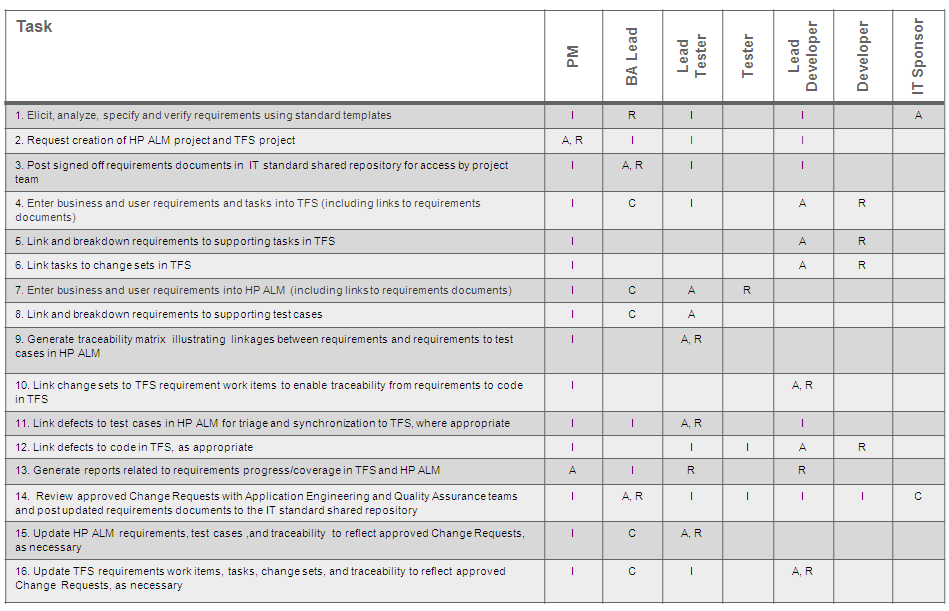 Task PM BA Lead Lead Tester Tester Lead Developer Developer IT Sponsor
1. Elicit, analyze, specify and verify requirements using standard templates I R I I A
2. Request creation of HP ALM project and TFS project A, R I I I
3. Post signed off requirements documents in IT standard shared repository for access by project I A, R I I
team
4. Enter business and user requirements and tasks into TFS (including links to requirements I C I A R
documents)
5. Link and breakdown requirements to supporting tasks in TFS I A R
6. Link tasks to change sets in TFS I A R
7. Enter business and user requirements into HP ALM (including links to requirements documents) I C A R
8. Link and breakdown requirements to supporting test cases I C A
9. Generate traceability matrix illustrating linkages between requirements and requirements to test I A, R
cases in HP ALM
10. Link change sets to TFS requirement work items to enable traceability from requirements to code I A, R
in TFS
11. Link defects to test cases in HP ALM for triage and synchronization to TFS, where appropriate I I A, R I
12. Link defects to code in TFS, as appropriate I I I A R
13. Generate reports related to requirements progress/coverage in TFS and HP ALM A I R R
14. Review approved Change Requests with Application Engineering and Quality Assurance teams I A, R I I I I C
and post updated requirements documents to the IT standard shared repository
15. Update HP ALM requirements, test cases ,and traceability to reflect approved Change Requests, I C A, R
as necessary
16. Update TFS requirements work items, tasks, change sets, and traceability to reflect approved I C I A, R
Change Requests, as necessary